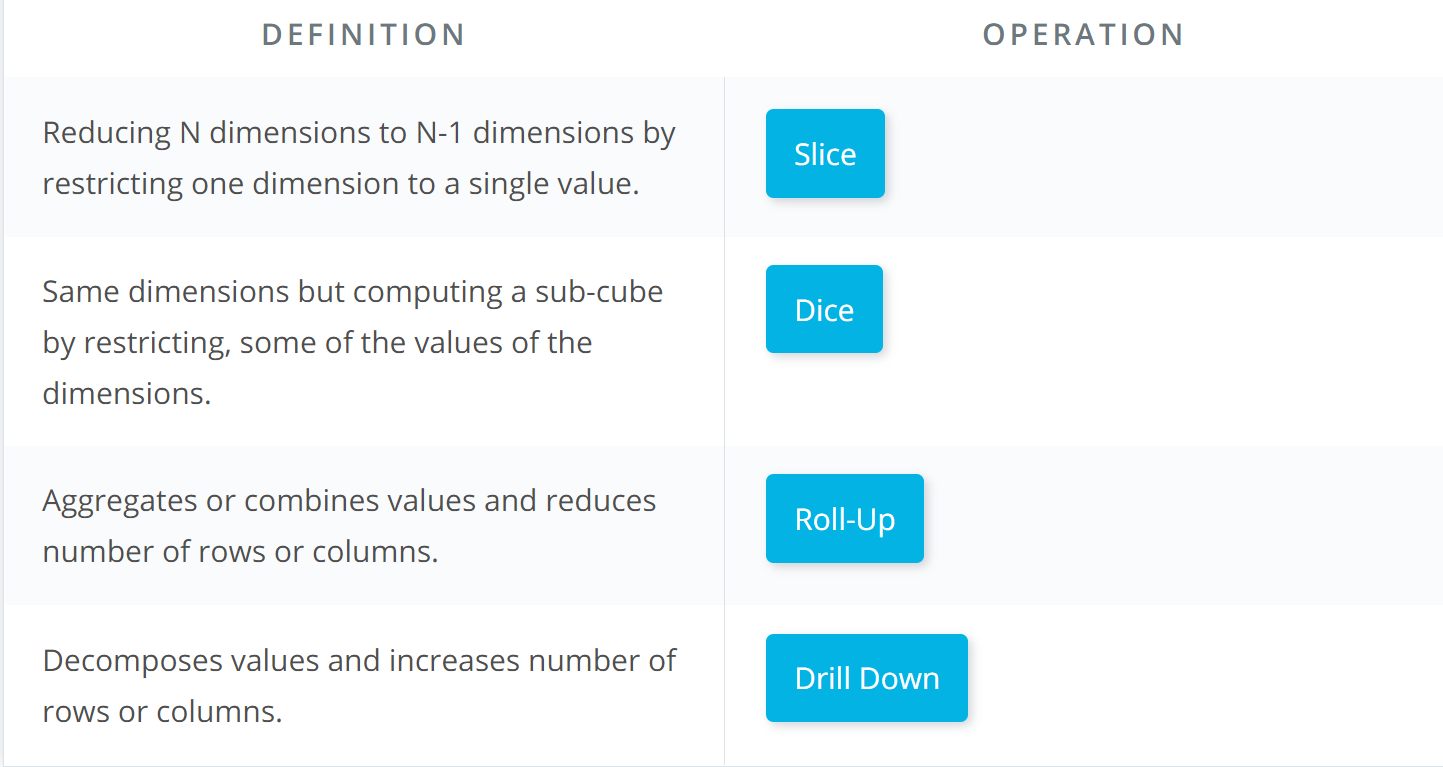 DEFINITION
OPERATION
Reducing N dimensions to N-1 dimensions by
restricting one dimension to a single value.
Slice
Same dimensions but computing a sub-cube
by restricting, some of the values of the
dimensions.
Dice
Aggregates or combines values and reduces
number of rows or columns.
Roll-Up
Decomposes values and increases number of
rows or columns.
Drill Down